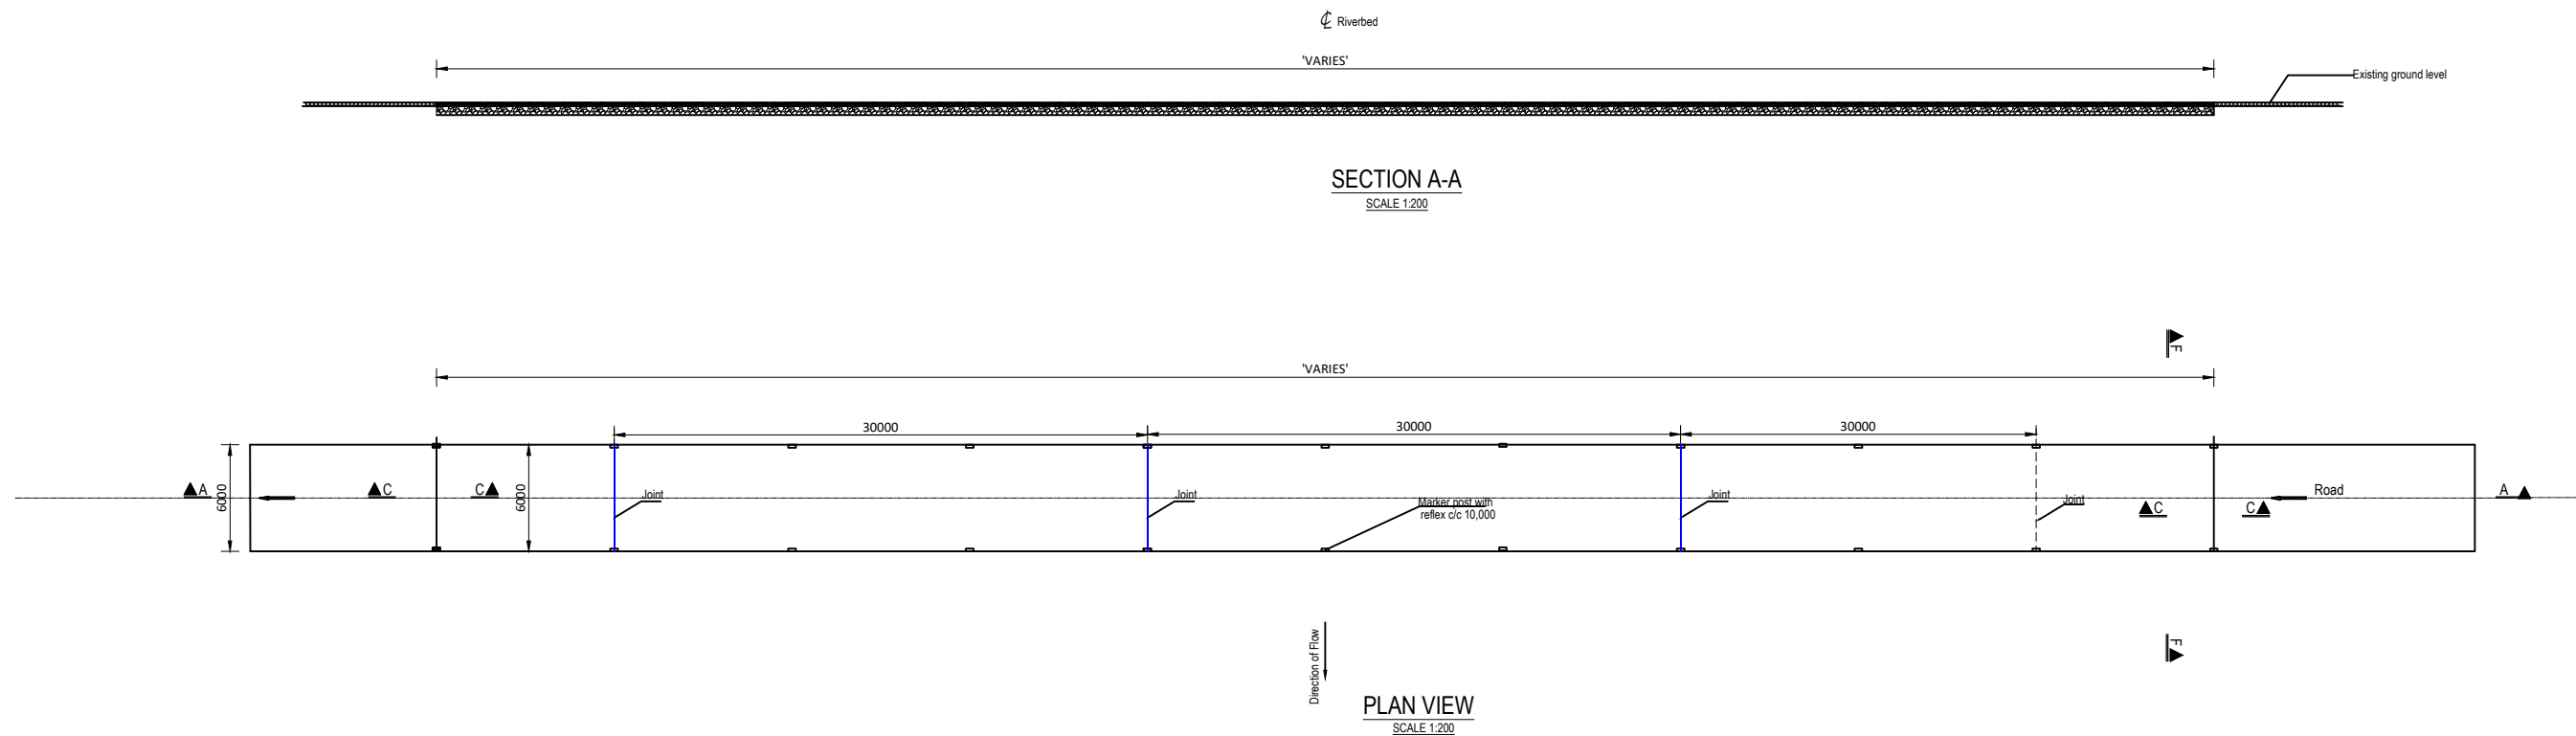 ℄ Riverbed
'VARIES'
Existing ground level
SECTION A-A
SCALE 1:200
F
'VARIES'
30000
30000
30000
A
6000
C
C
6000
Joint
Joint
Marker post with
reflex c/c 10,000
Joint
Joint
C
C
Road
A
Direction of Flow
F
PLAN VIEW
SCALE 1:200